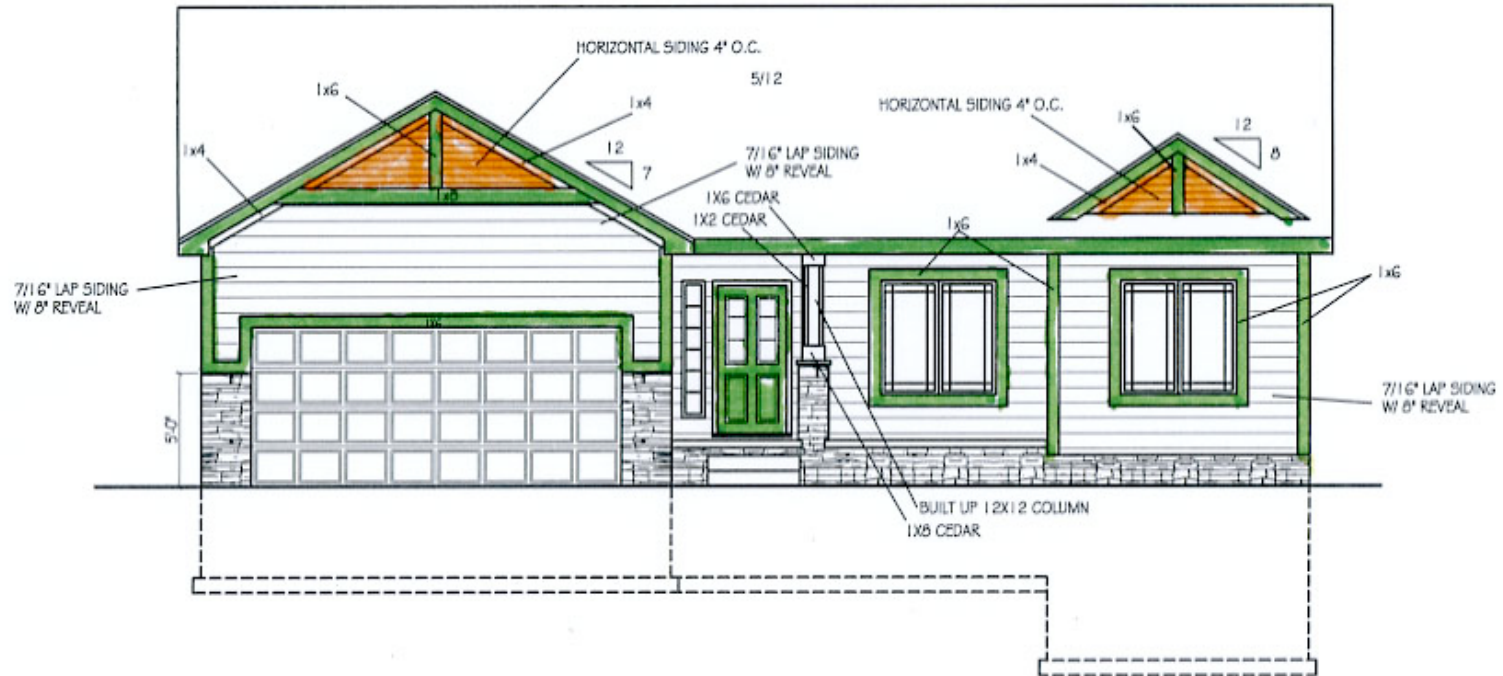 HORIZONTAL SIDING 4" O.C.
5/12
1x6
1x4
HORIZONTAL SIDING 4" O.C.
1x6
12
8
1x4
12
7
1x4
7/16" LAP SIDING
W/ 8" REVEAL
1x8
1X6 CEDAR
1X2 CEDAR
1x6
1x6
7/16" LAP SIDING
W/ 8" REVEAL
1x6
7/16" LAP SIDING
W/ 8" REVEAL
5'-0"
BUILT UP 12X12 COLUMN
1X8 CEDAR